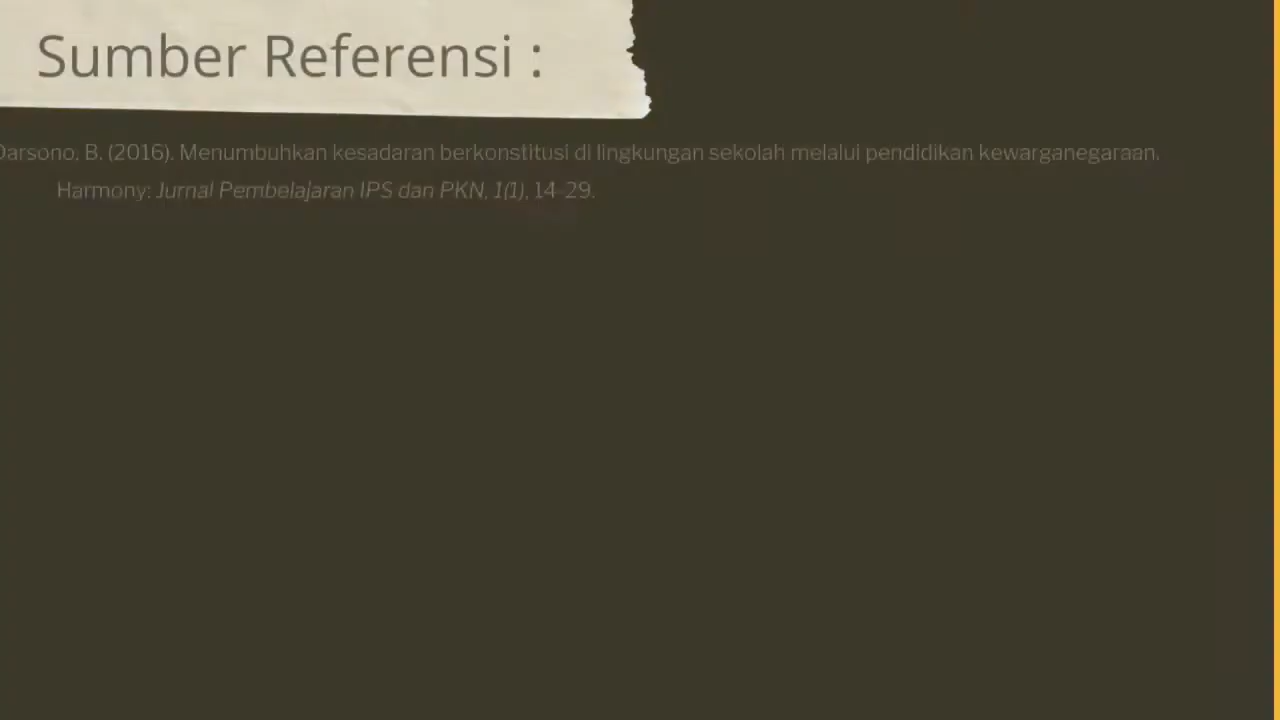 Sumber Referensi :
Darsono, B. (2016). Menumbuhkan kesadaran berkonstitusi di lingkungan sekolah melalui pendidikan kewarganegaraan.
Harmony: Jurnal Pembelajaran IPS dan PKN, 1(1), 14-29.